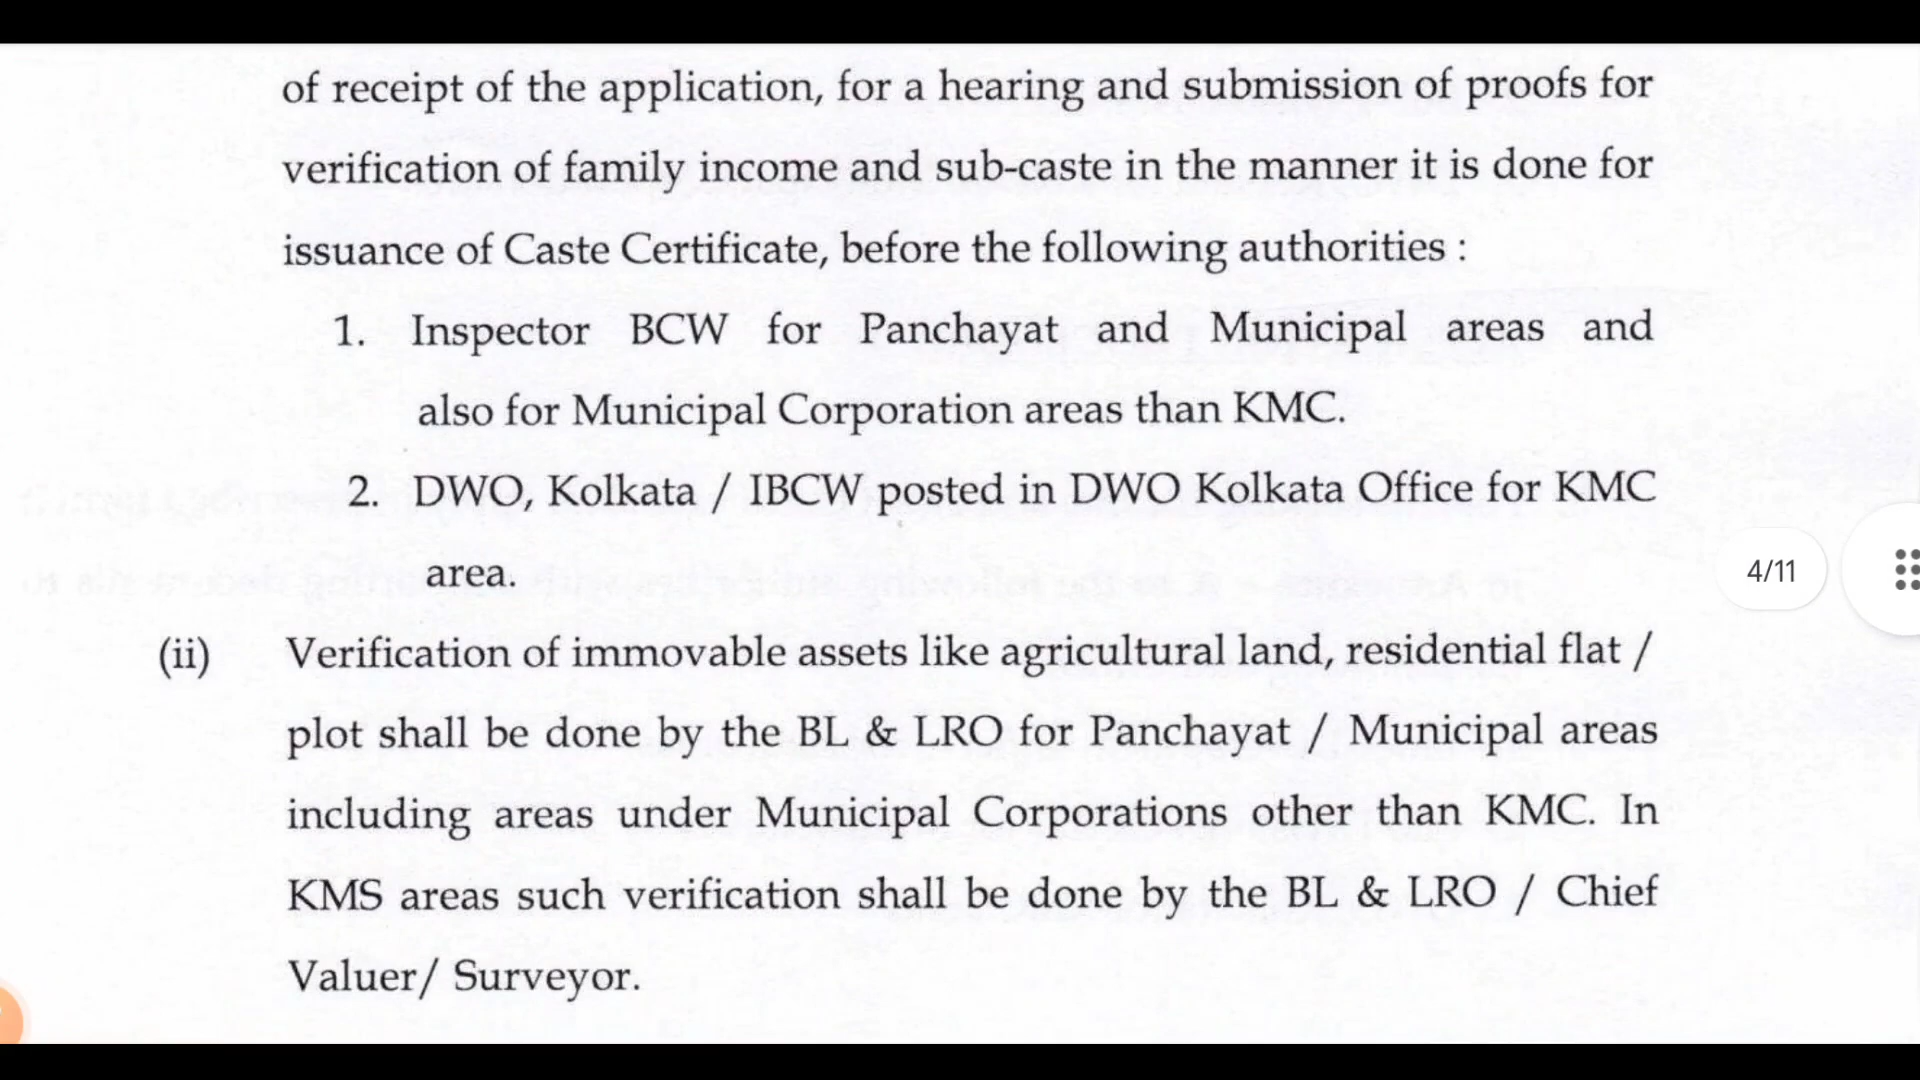 of receipt of the application, for a hearing and submission of proofs for
verification of family income and sub-caste in the manner it is done for
issuance of Caste Certificate, before the following authorities :
1. Inspector BCW for Panchayat and Municipal areas and
also for Municipal Corporation areas than KMC.
2. DWO, Kolkata / IBCW posted in DWO Kolkata Office for KMC
area.
4/11
(ii) Verification of immovable assets like agricultural land, residential flat /
plot shall be done by the BL & LRO for Panchayat / Municipal areas
including areas under Municipal Corporations other than KMC. In
KMS areas such verification shall be done by the BL & LRO / Chief
Valuer/ Surveyor.